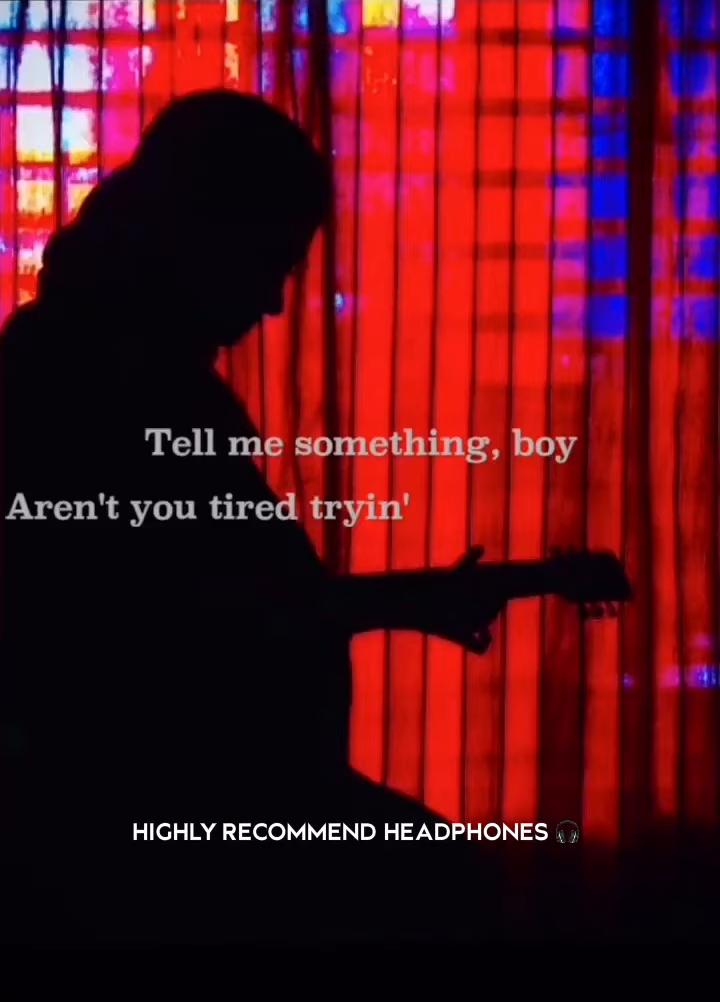 Tell me something, boy
Aren't you tired tryin'
HIGHLY RECOMMEND HEADPHONES 🎧